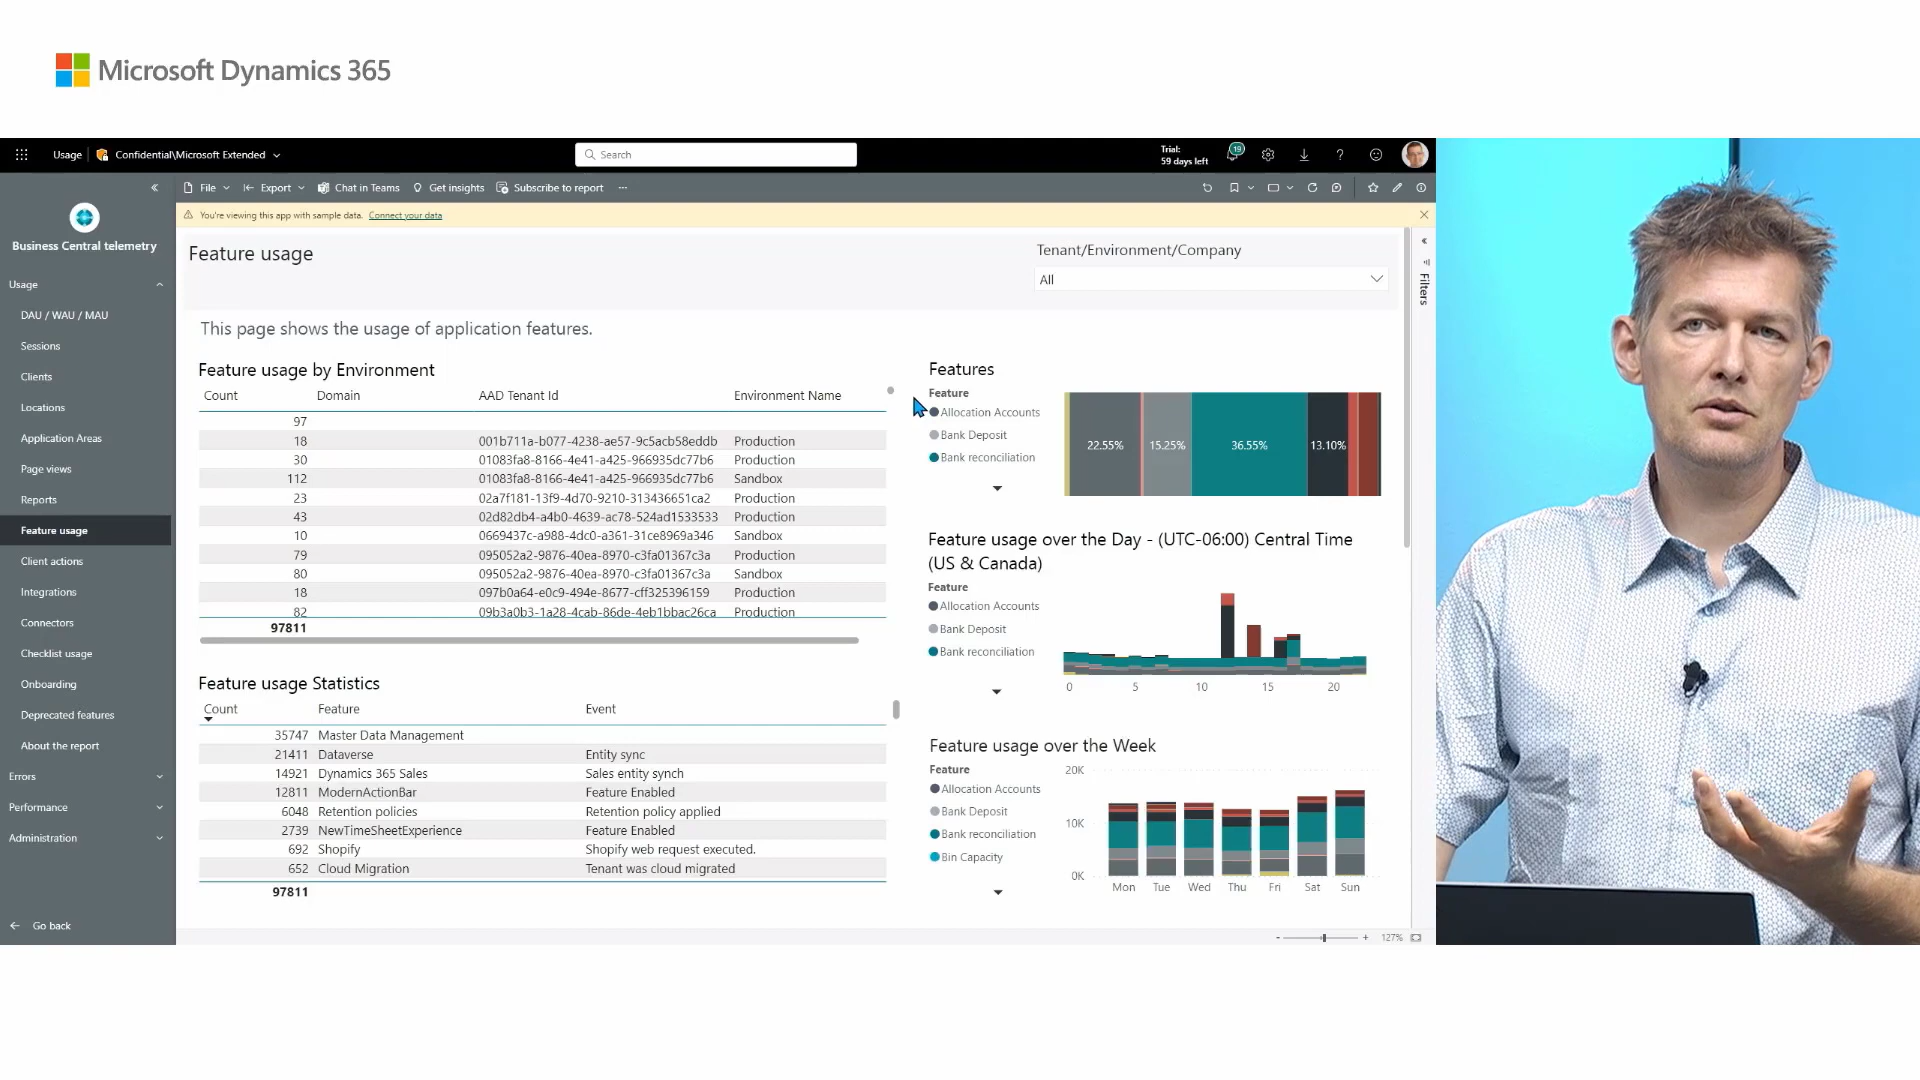 Microsoft Dynamics 365
Usage
Confidential\Microsoft Extended
Search
Trial:
59 days left
19
Business Central telemetry
Usage
DAU / WAU / MAU
Sessions
Clients
Locations
Application Areas
Page views
Reports
Feature usage
Client actions
Integrations
Connectors
Checklist usage
Onboarding
Deprecated features
About the report
Errors
Performance
Administration
Go back
File
Export
Chat in Teams
Get insights
Subscribe to report
You're viewing this app with sample data. Connect your data
Feature usage
Tenant/Environment/Company
All
Filters
This page shows the usage of application features.
Feature usage by Environment
Count Domain AAD Tenant Id Environment Name
97
18 001b711a-b077-4238-ae57-9c5acb58eddb Production
30 01083fa8-8166-4e41-a425-966935dc77b6 Production
112 01083fa8-8166-4e41-a425-966935dc77b6 Sandbox
23 02a7f181-13f9-4d70-9210-313436651ca2 Production
43 02d82db4-a4b0-4639-ac78-524ad1533533 Production
10 0669437c-a988-4dc0-a361-31ce8969a346 Sandbox
79 095052a2-9876-40ea-8970-c3fa01367c3a Production
80 095052a2-9876-40ea-8970-c3fa01367c3a Sandbox
18 097b0a64-e0c9-494e-8677-cff325396159 Production
82 09b3a0b3-1a28-4cab-86de-4eb1bbac26ca Production
97811
Feature usage Statistics
Count Feature Event
35747 Master Data Management
21411 Dataverse Entity sync
14921 Dynamics 365 Sales Sales entity synch
12811 ModernActionBar Feature Enabled
6048 Retention policies Retention policy applied
2739 NewTimeSheetExperience Feature Enabled
692 Shopify Shopify web request executed.
652 Cloud Migration Tenant was cloud migrated
97811
Features
Feature
Allocation Accounts
Bank Deposit
Bank reconciliation
22.55% 15.25% 36.55% 13.10%
Feature usage over the Day - (UTC-06:00) Central Time
(US & Canada)
Feature
Allocation Accounts
Bank Deposit
Bank reconciliation
0 5 10 15 20
Feature usage over the Week
Feature
Allocation Accounts
Bank Deposit
Bank reconciliation
Bin Capacity
20K
10K
0K
Mon Tue Wed Thu Fri Sat Sun
- + 127%